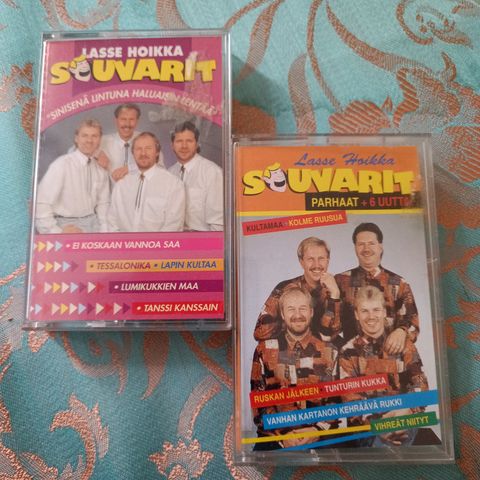 LASSE HOIKKA
SOUVARIT
"SINISENÄ LINTUNA HALUAISIN LENTÄÄ"
• EI KOSKAAN VANNOA SAA
• TESSALONIKA • LAPIN KULTAA
• LUMIKUKKIEN MAA
• TANSSI KANSSAIN
Lasse Hoikka
SOUVARIT
PARHAAT + 6 UUTTA
KULTAMAA • KOLME RUUSUA
RUSKAN JÄLKEEN • TUNTURIN KUKKA
VANHAN KARTANON KEHRÄÄVÄ RUKKI
VIHREÄT NIITYT